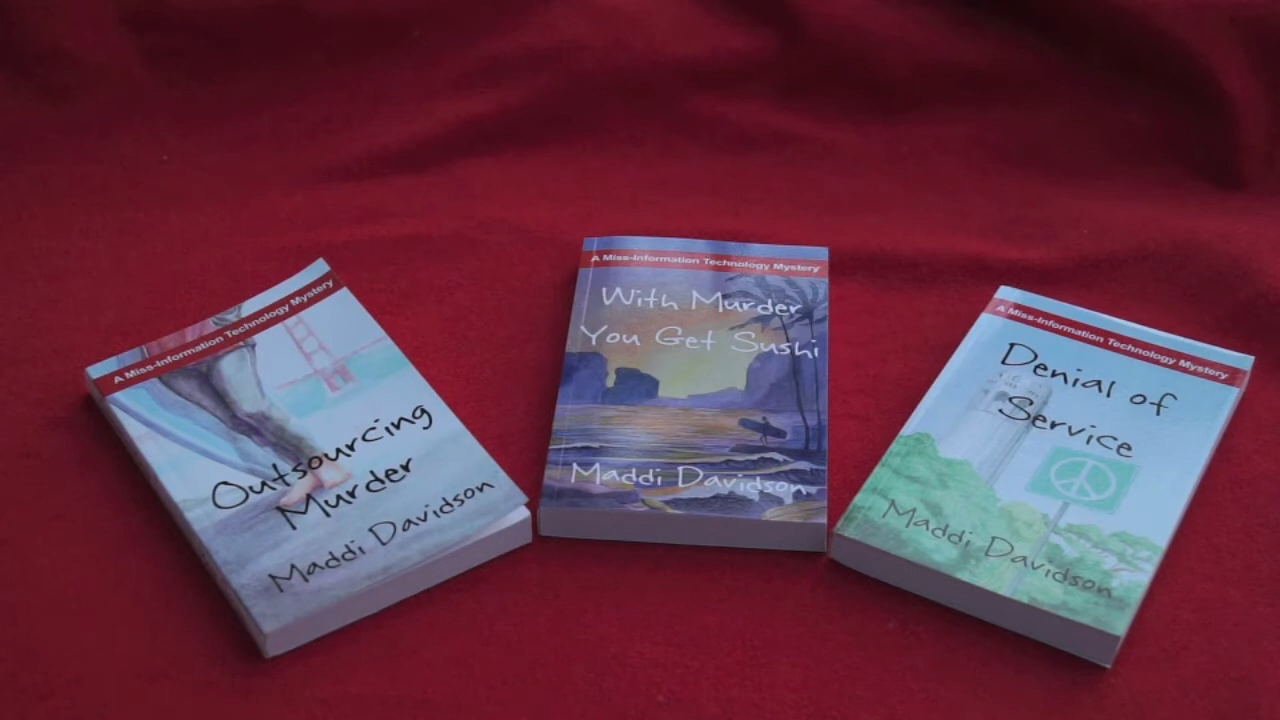 A Miss-Information Technology Mystery
Outsourcing
Murder
Maddi Davidson
A Miss-Information Technology Mystery
With Murder
You Get Sushi
Maddi Davidson
A Miss-Information Technology Mystery
Denial of
Service
Maddi Davidson